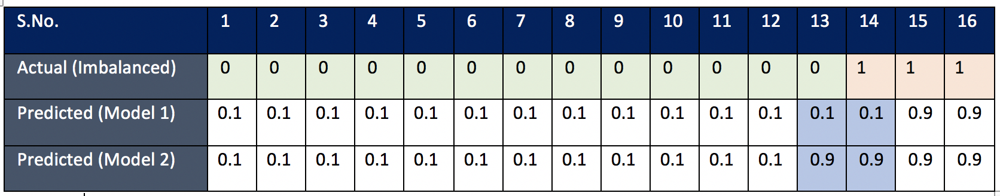 S.No. 1 2 3 4 5 6 7 8 9 10 11 12 13 14 15 16
Actual (Imbalanced) 0 0 0 0 0 0 0 0 0 0 0 0 0 1 1 1
Predicted (Model 1) 0.1 0.1 0.1 0.1 0.1 0.1 0.1 0.1 0.1 0.1 0.1 0.1 0.1 0.1 0.9 0.9
Predicted (Model 2) 0.1 0.1 0.1 0.1 0.1 0.1 0.1 0.1 0.1 0.1 0.1 0.1 0.9 0.9 0.9 0.9